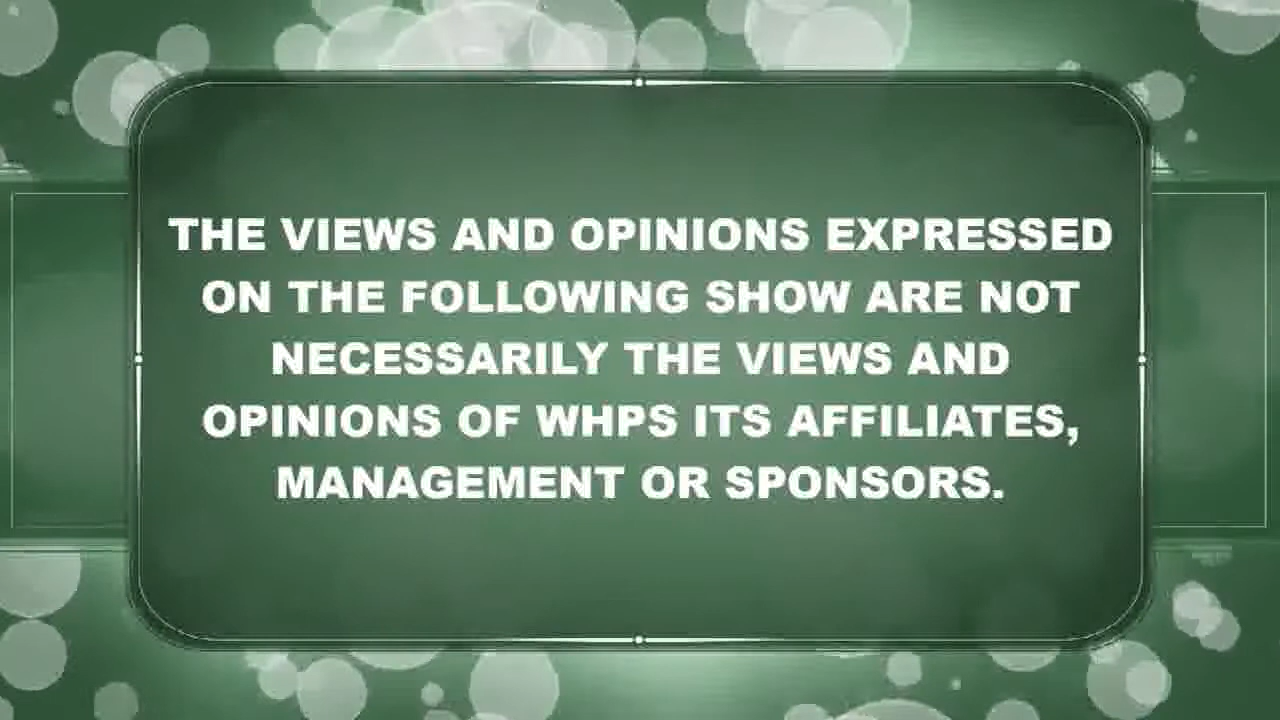 THE VIEWS AND OPINIONS EXPRESSED
ON THE FOLLOWING SHOW ARE NOT
NECESSARILY THE VIEWS AND
OPINIONS OF WHPS ITS AFFILIATES,
MANAGEMENT OR SPONSORS.